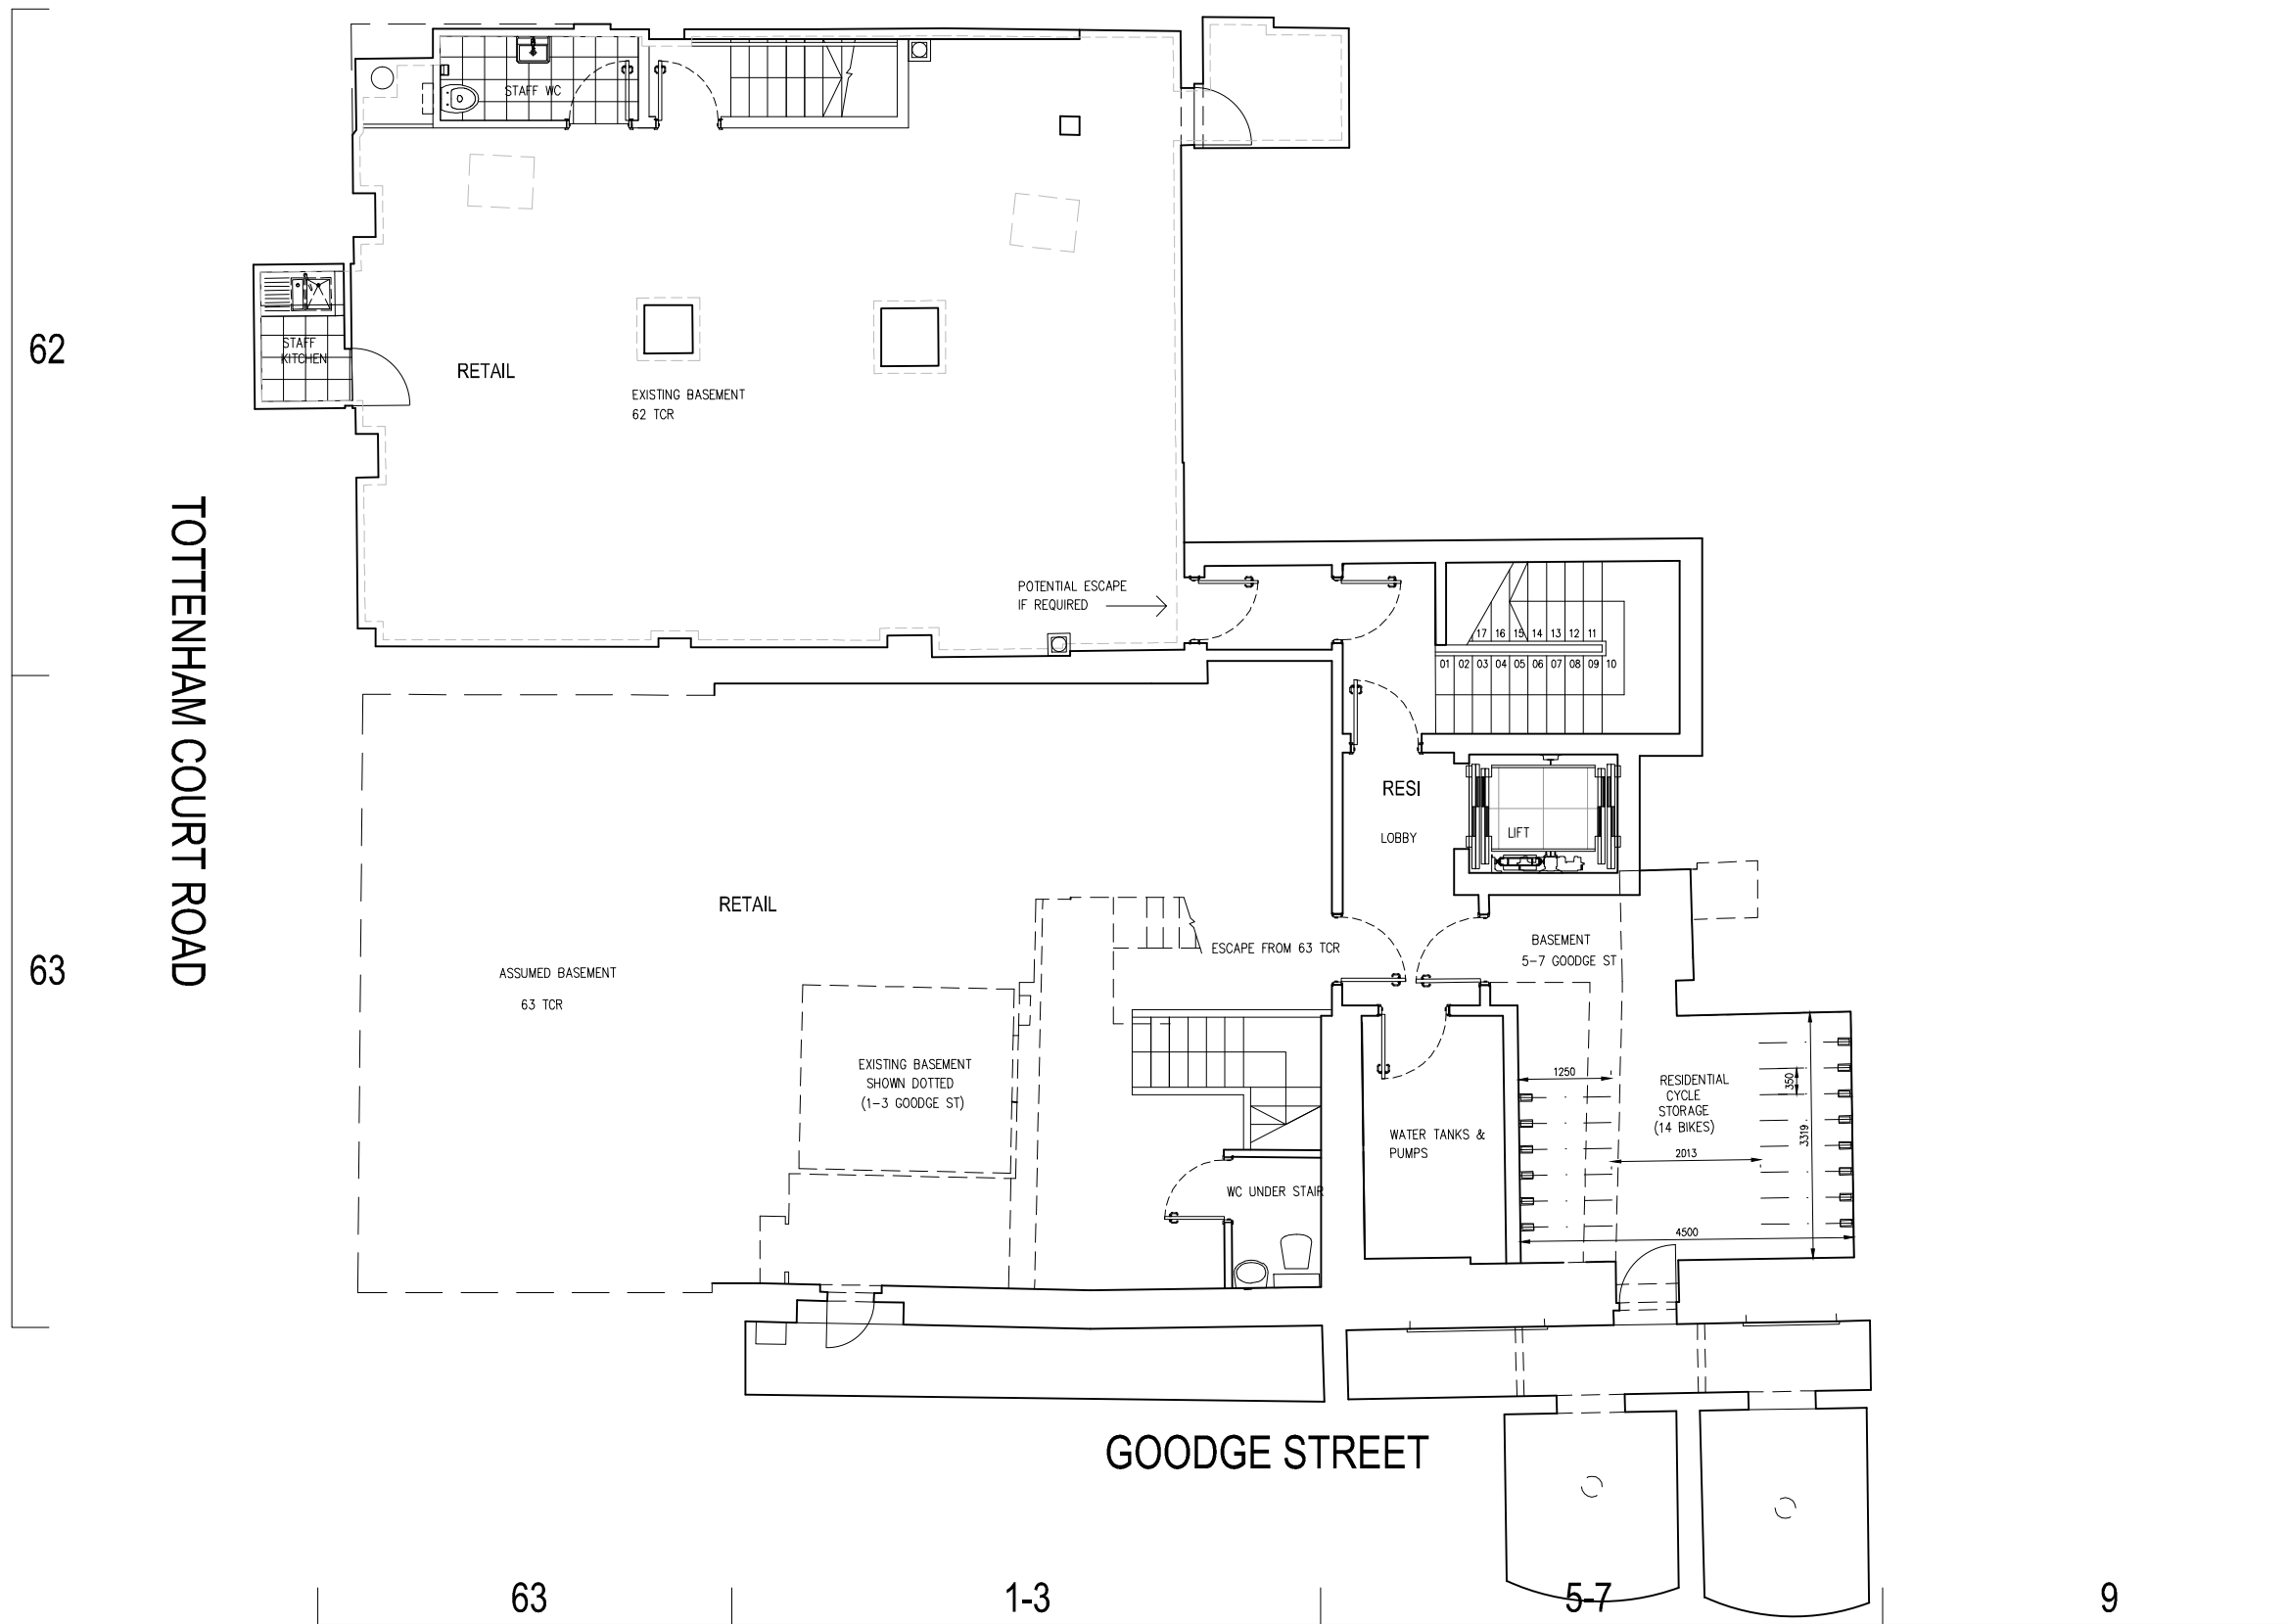 STAFF WC
62
STAFF
KITCHEN
RETAIL
EXISTING BASEMENT
62 TCR
TOTTENHAM COURT ROAD
POTENTIAL ESCAPE
IF REQUIRED
17 16 15 14 13 12 11
01 02 03 04 05 06 07 08 09 10
RESI
LOBBY
LIFT
RETAIL
63
ASSUMED BASEMENT
63 TCR
ESCAPE FROM 63 TCR
BASEMENT
5-7 GOODGE ST
EXISTING BASEMENT
SHOWN DOTTED
(1-3 GOODGE ST)
1250
350
RESIDENTIAL
CYCLE
STORAGE
(14 BIKES)
3319
WATER TANKS &
PUMPS
2013
WC UNDER STAIR
4500
GOODGE STREET
63
1-3
5-7
9